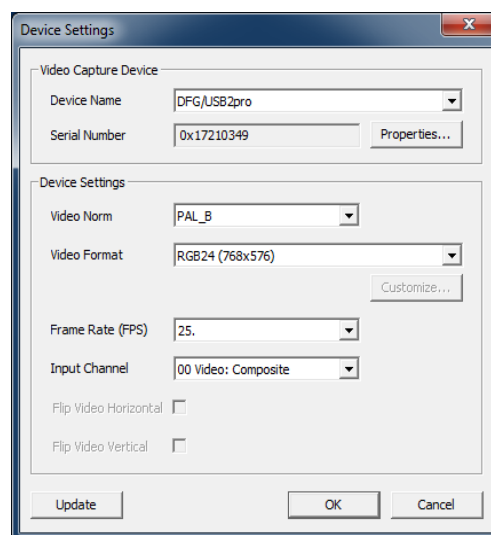 Device Settings
Video Capture Device
Device Name DFG/USB2pro
Serial Number 0x17210349 Properties...
Device Settings
Video Norm PAL_B
Video Format RGB24 (768x576)
Customize...
Frame Rate (FPS) 25.
Input Channel 00 Video: Composite
Flip Video Horizontal
Flip Video Vertical
Update OK Cancel